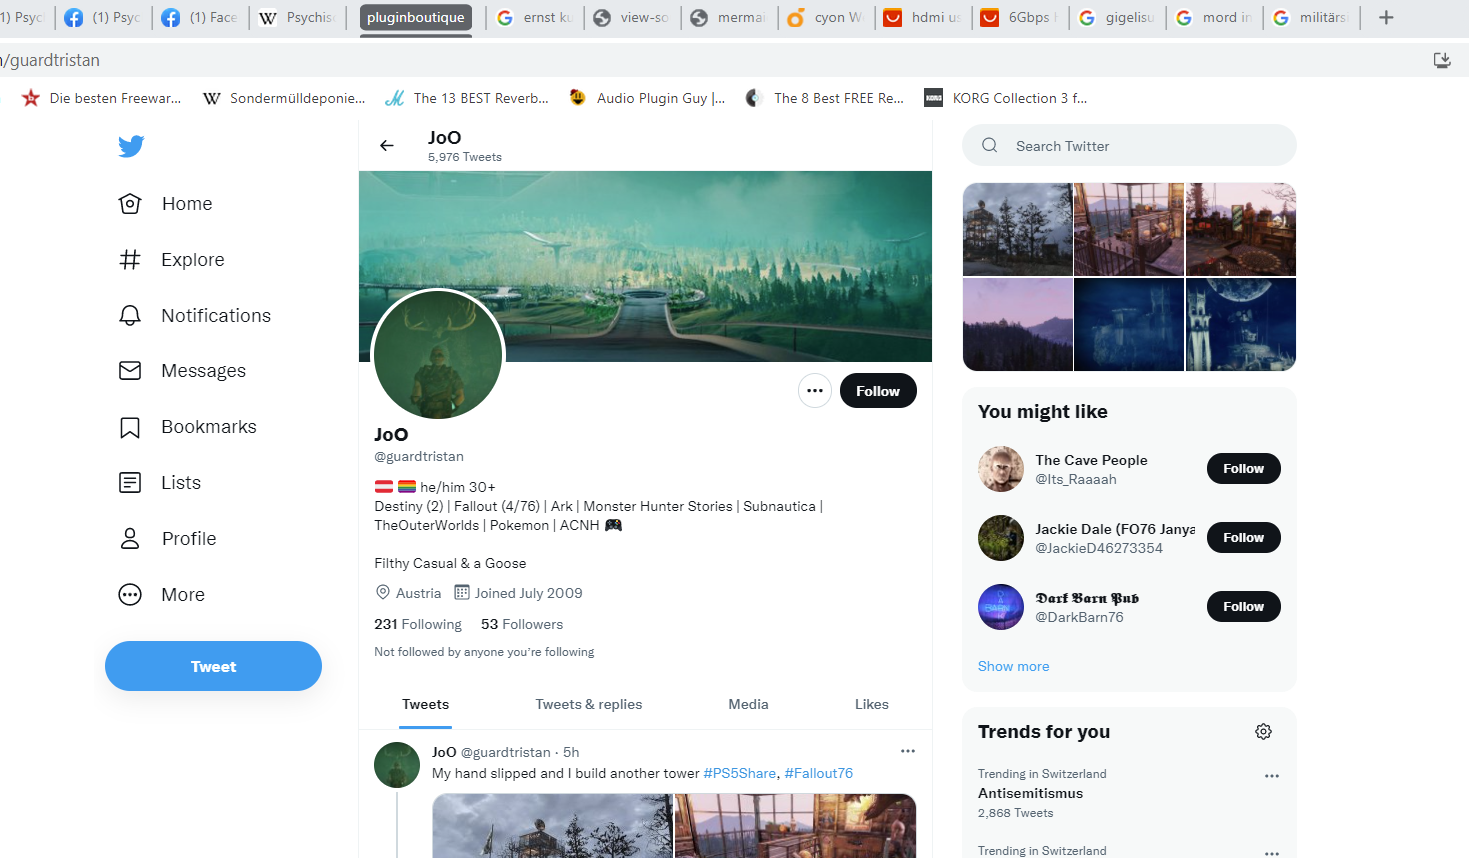 1) Psyc
(1) Psyc
(1) Face
Psychis
pluginboutique
ernst ku
view-so
mermai
cyon W
hdmi us
6Gbps
gigelisu
mord in
militärs
/guardtristan
Die besten Freewar...
Sondermülldeponie...
The 13 BEST Reverb...
Audio Plugin Guy |...
The 8 Best FREE Re...
KORG
KORG Collection 3 f...
JoO
5,976 Tweets
Search Twitter
Home
Explore
Notifications
Messages
Bookmarks
Lists
Profile
More
Tweet
Follow
JoO
@guardtristan
he/him 30+
Destiny (2) | Fallout (4/76) | Ark | Monster Hunter Stories | Subnautica |
TheOuterWorlds | Pokemon | ACNH
Filthy Casual & a Goose
Austria Joined July 2009
231 Following 53 Followers
Not followed by anyone you're following
Tweets Tweets & replies Media Likes
JoO @guardtristan · 5h
My hand slipped and I build another tower #PS5Share, #Fallout76
You might like
The Cave People
@Its_Raaaah
Follow
Jackie Dale (FO76 Janya
@JackieD46273354
Follow
𝕯𝖆𝖗𝖐 𝕭𝖆𝖗𝖓 𝕻𝖚𝖇
@DarkBarn76
Follow
BARN
Show more
Trends for you
Trending in Switzerland
Antisemitismus
2,868 Tweets
Trending in Switzerland